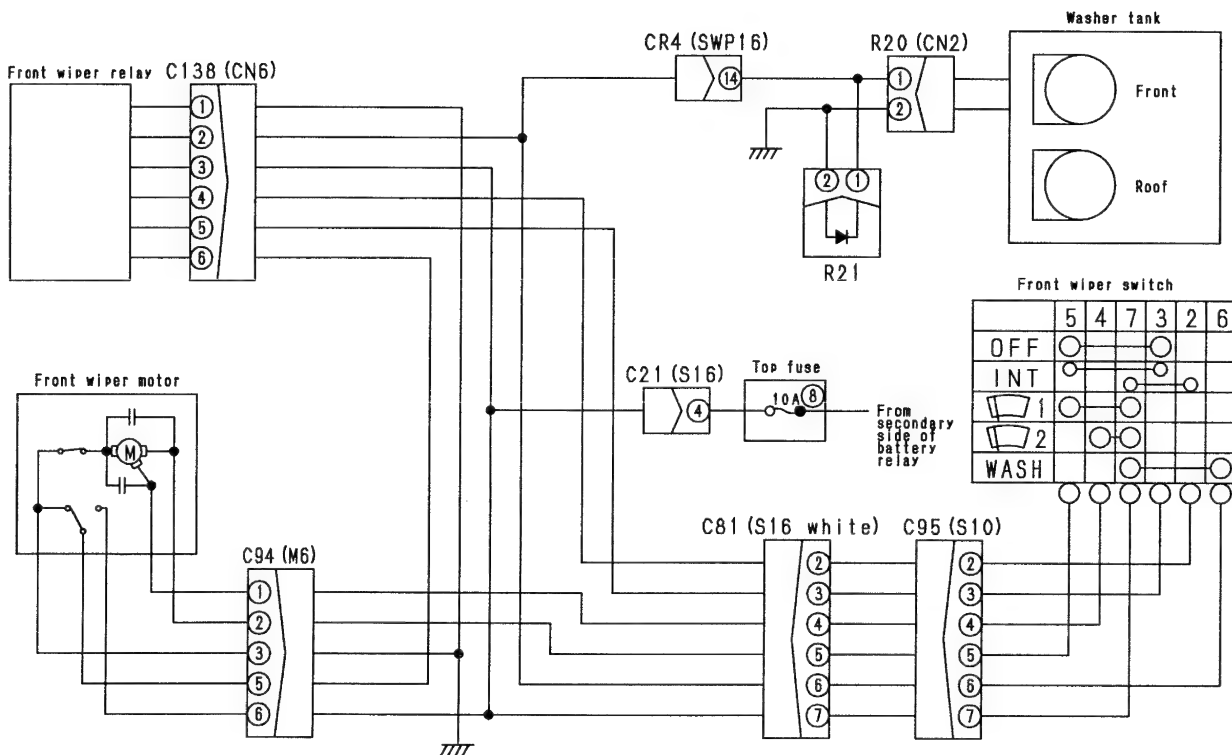 Washer tank
CR4 (SWP16)
R20 (CN2)
Front wiper relay
C138 (CN6)
14
1
2
Front
Roof
1
2
3
4
5
6
2
1
R21
Front wiper switch
5 4 7 3 2 6
OFF
INT
1
2
WASH
C21 (S16)
Top fuse
4
10A
8
From
secondary
side of
battery
relay
Front wiper motor
M
C94 (M6)
1
2
3
5
6
C81 (S16 white)
2
3
4
5
6
7
C95 (S10)
2
3
4
5
6
7